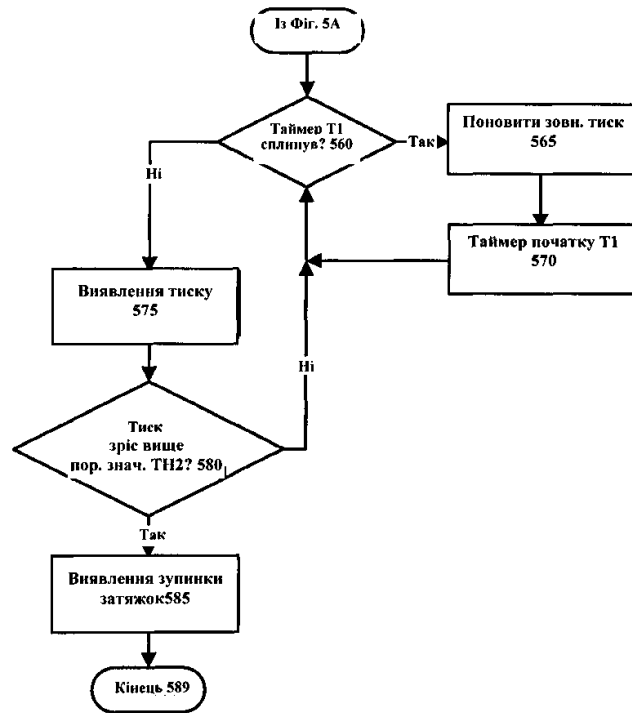 Із Фіг. 5А
Таймер Т1
сплинув? 560
Так
Поновити зовн. тиск
565
Ні
Таймер початку Т1
570
Виявлення тиску
575
Ні
Тиск
зріс вище
пор. знач. ТН2? 580
Так
Виявлення зупинки
затяжок585
Кінець 589